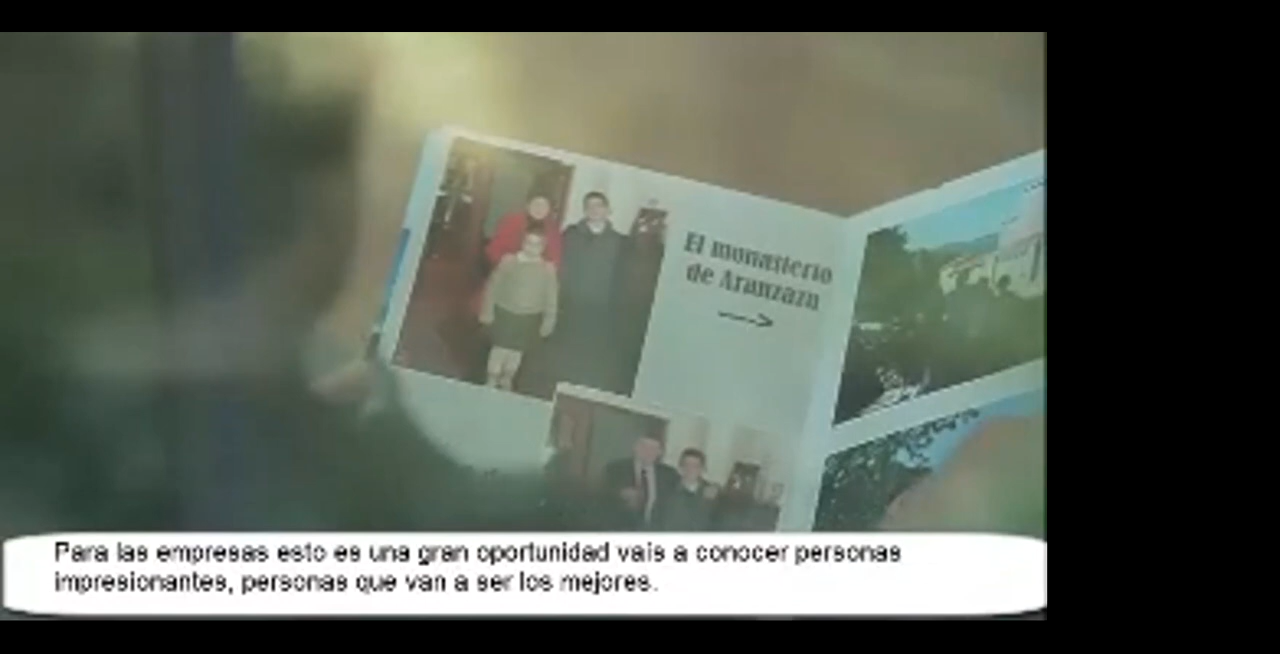 El monasterio
de Aranzazu
Para las empresas esto es una gran oportunidad vais a conocer personas
impresionantes, personas que van a ser los mejores.